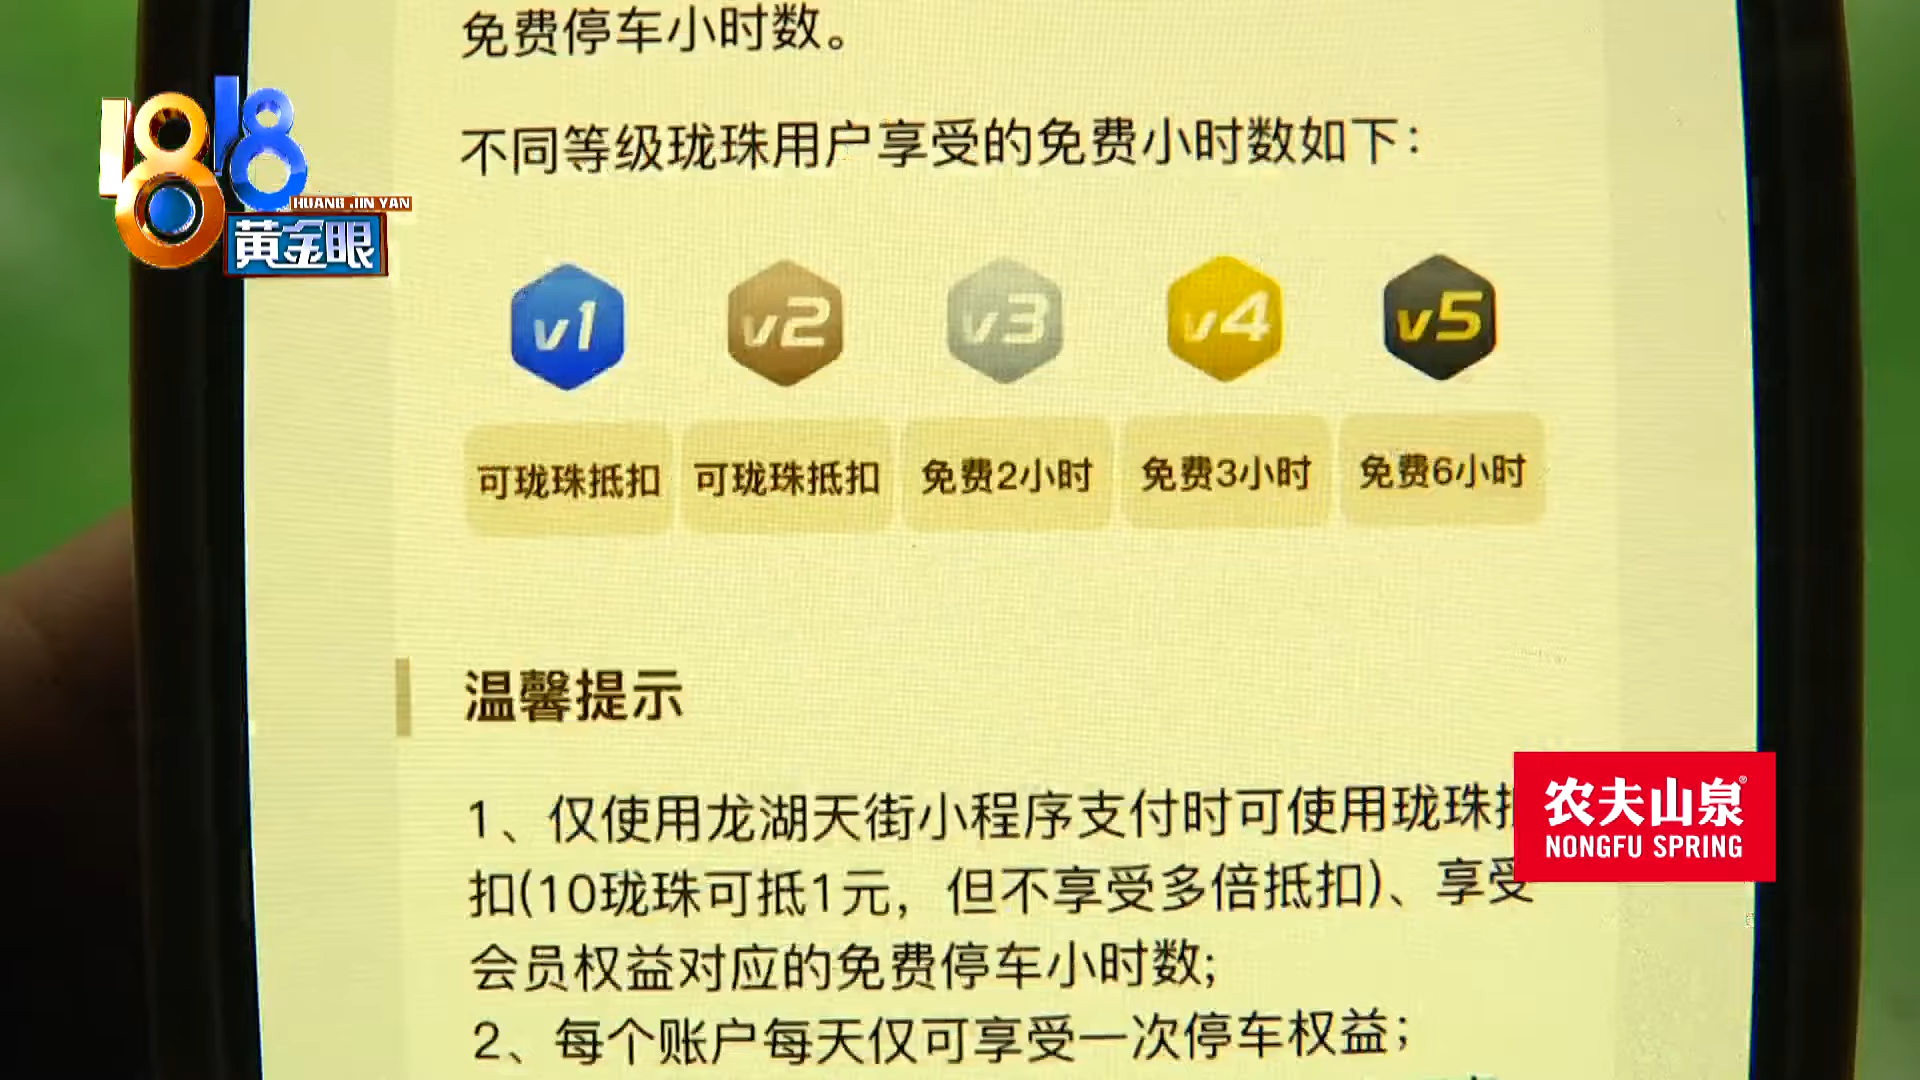 免费停车小时数。
1818
HUANG JIN YAN
黄金眼
不同等级珑珠用户享受的免费小时数如下：
v1 v2 v3 v4 v5
可珑珠抵扣 可珑珠抵扣 免费2小时 免费3小时 免费6小时
温馨提示
1、仅使用龙湖天街小程序支付时可使用珑珠抵
扣(10珑珠可抵1元，但不享受多倍抵扣)、享受
会员权益对应的免费停车小时数;
2、每个账户每天仅可享受一次停车权益；
农夫山泉®
NONGFU SPRING